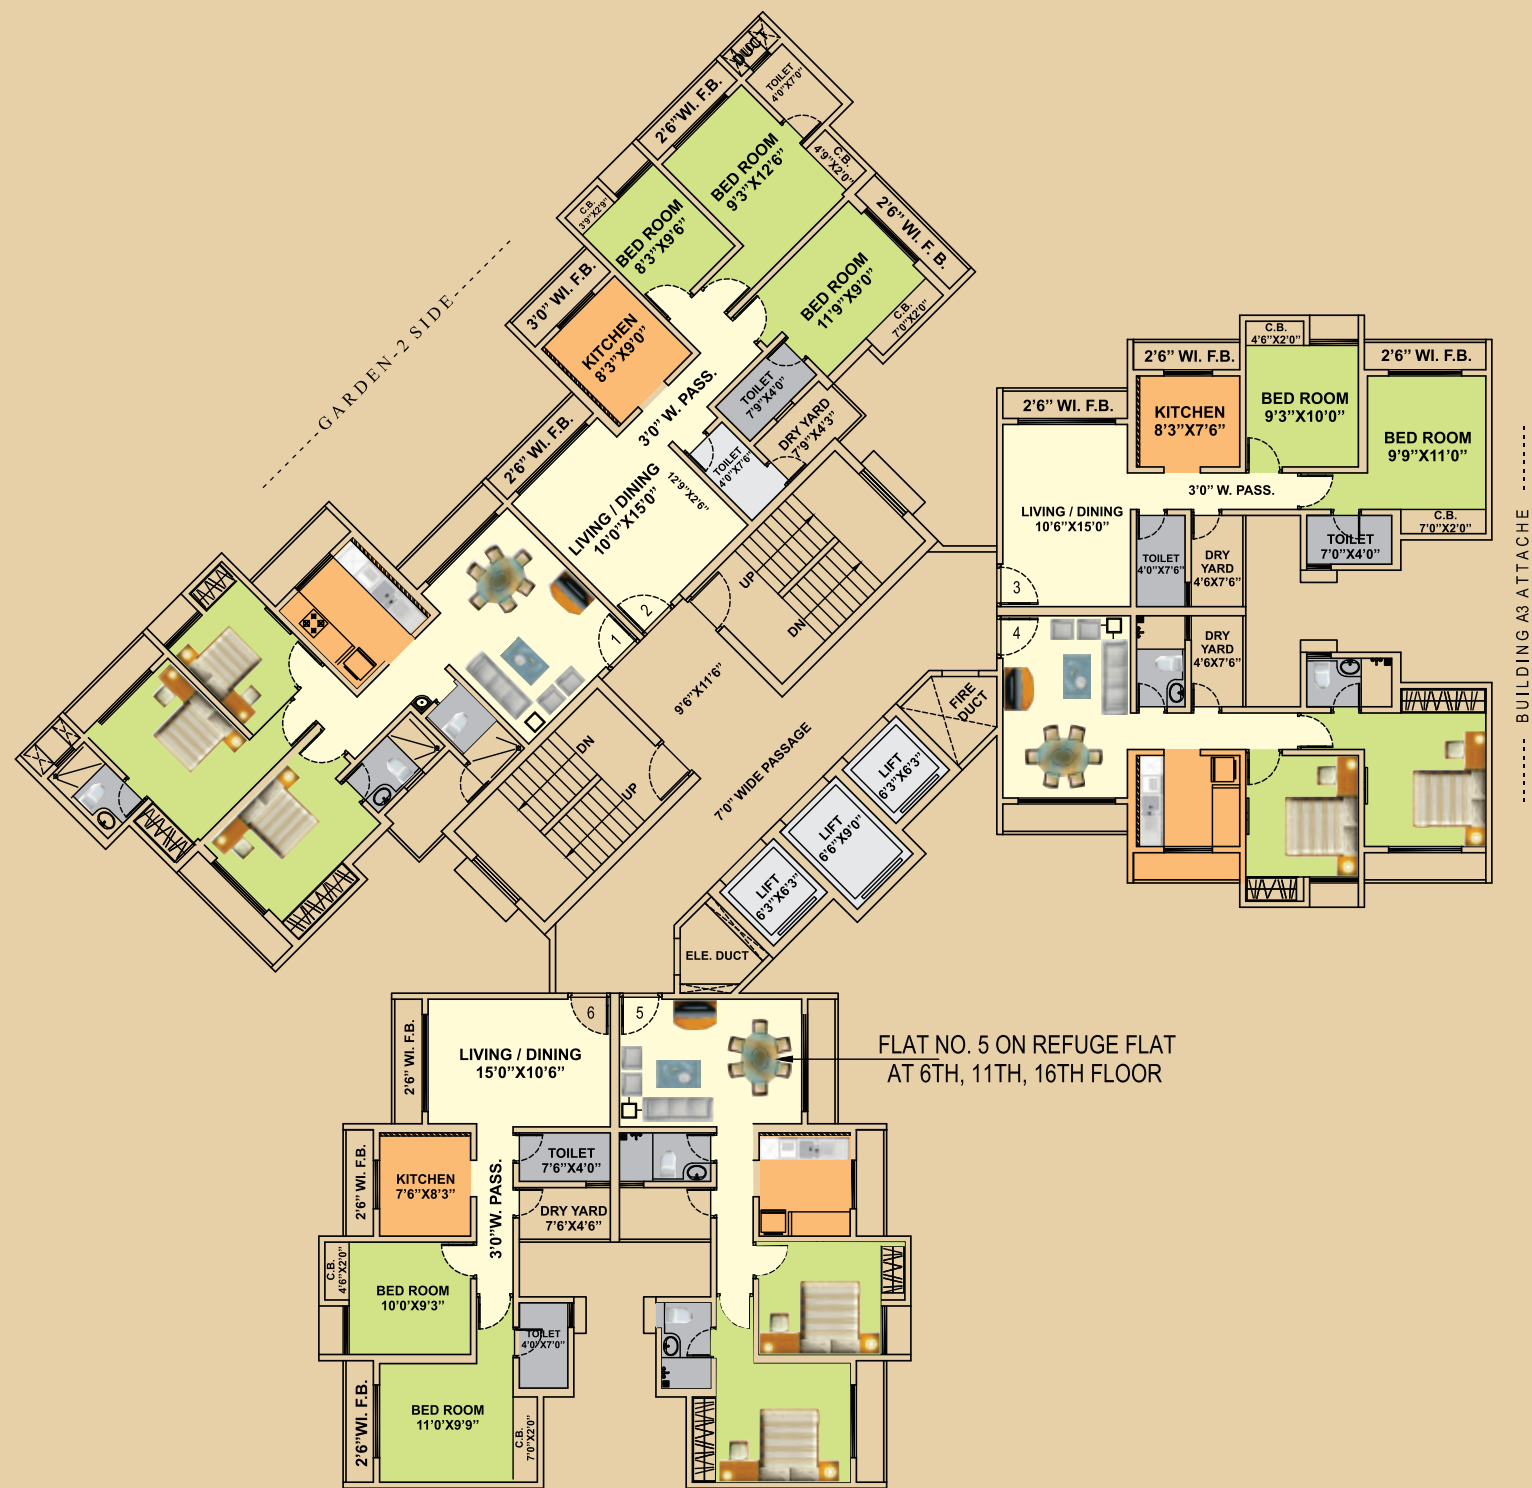 DUCT
TOILET
4'0"X7'0"
2'6"WI. F.B.
BED ROOM
9'3"X12'6"
C.B.
4'9"X2'0"
C.B.
3'9"X2'9"
BED ROOM
8'3"X9'6"
2'6" WI. F. B.
BED ROOM
11'9"X9'0"
C.B.
7'0"X2'0"
3'0" WI. F.B.
KITCHEN
8'3"X9'0"
TOILET
7'9"X4'0"
DRY YARD
7'9"X4'3"
3'0" W. PASS.
TOILET
4'0"X7'6"
12'9"X2'6"
2'6" WI. F.B.
LIVING / DINING
10'0"X15'0"
------GARDEN-2 SIDE------
UP
DN
2
1
9'6"X11'6"
DN
UP
7'0" WIDE PASSAGE
FIRE
DUCT
LIFT
6'3"X6'3"
LIFT
6'6"X9'0"
LIFT
6'3"X6'3"
ELE. DUCT
C.B.
4'6"X2'0"
2'6" WI. F.B.
2'6" WI. F.B.
2'6" WI. F.B.
KITCHEN
8'3"X7'6"
BED ROOM
9'3"X10'0"
BED ROOM
9'9"X11'0"
3'0" W. PASS.
LIVING / DINING
10'6"X15'0"
C.B.
7'0"X2'0"
TOILET
7'0"X4'0"
TOILET
4'0"X7'6"
DRY
YARD
4'6X7'6"
3
4
DRY
YARD
4'6X7'6"
------ BUILDING A3 ATTACHE ------
6
5
2'6" WI. F.B.
LIVING / DINING
15'0"X10'6"
FLAT NO. 5 ON REFUGE FLAT
AT 6TH, 11TH, 16TH FLOOR
2'6" WI. F.B.
KITCHEN
7'6"X8'3"
3'0"W. PASS.
TOILET
7'6"X4'0"
DRY YARD
7'6'X4'6"
C.B.
4'6"X2'0"
BED ROOM
10'0'X9'3"
TOILET
4'0"X7'0"
2'6"WI. F.B.
BED ROOM
11'0'X9'9"
C.B.
7'0"X2'0"